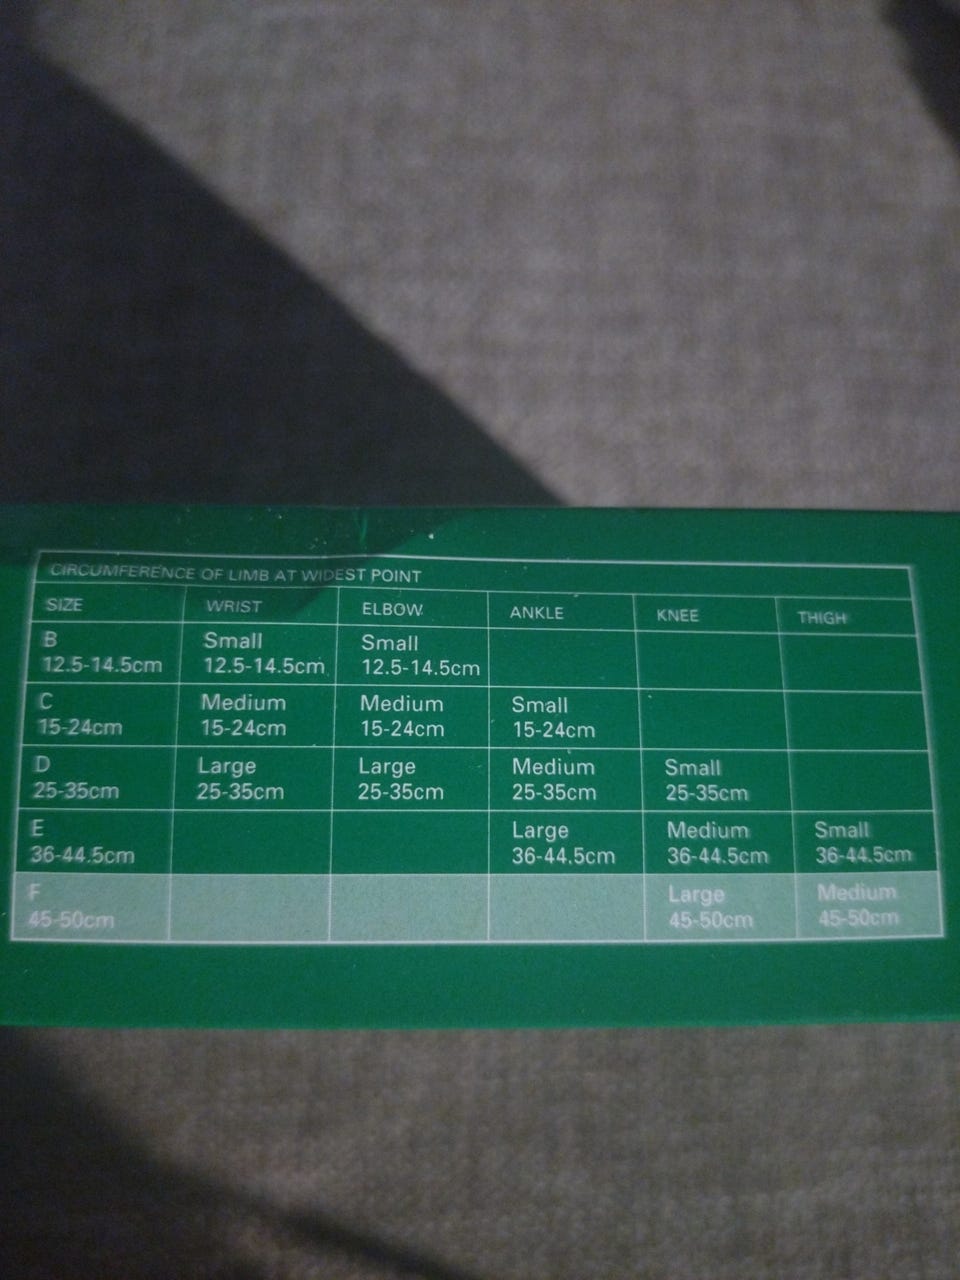 CIRCUMFERENCE OF LIMB AT WIDEST POINT
SIZE WRIST ELBOW ANKLE KNEE THIGH
B Small Small
12.5-14.5cm 12.5-14.5cm 12.5-14.5cm
C Medium Medium Small
15-24cm 15-24cm 15-24cm 15-24cm
D Large Large Medium Small
25-35cm 25-35cm 25-35cm 25-35cm 25-35cm
E Large Medium Small
36-44.5cm 36-44.5cm 36-44.5cm 36-44.5cm
F Large Medium
45-50cm 45-50cm 45-50cm